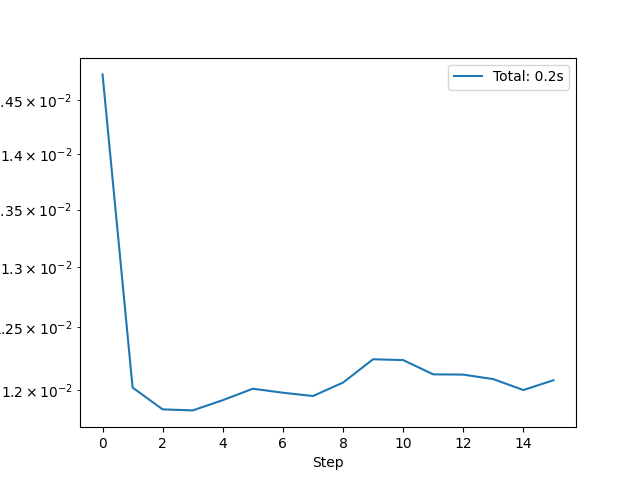 Total: 0.2s
.45 × 10⁻²
1.4 × 10⁻²
.35 × 10⁻²
1.3 × 10⁻²
.25 × 10⁻²
1.2 × 10⁻²
0 2 4 6 8 10 12 14
Step